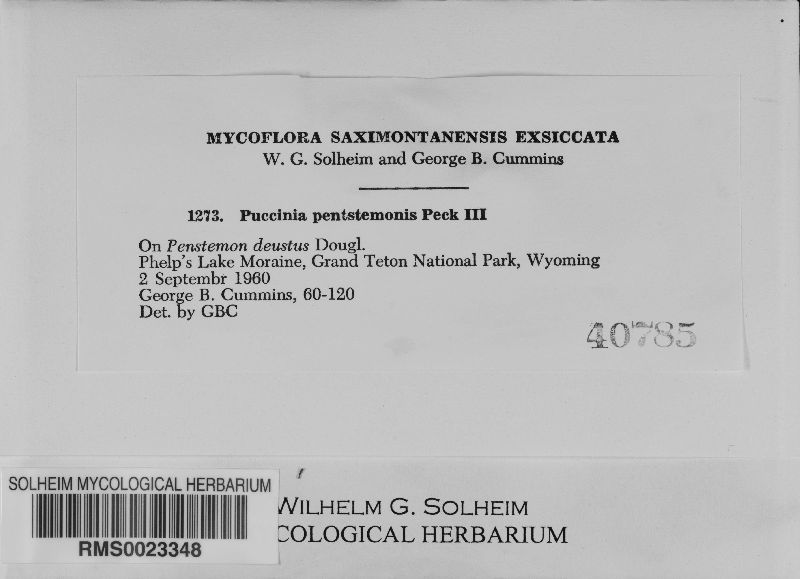 MYCOFLORA SAXIMONTANENSIS EXSICCATA
W. G. Solheim and George B. Cummins
1273. Puccinia pentstemonis Peck III
On Penstemon deustus Dougl.
Phelp's Lake Moraine, Grand Teton National Park, Wyoming
2 Septembr 1960
George B. Cummins, 60-120
Det. by GBC
40785
SOLHEIM MYCOLOGICAL HERBARIUM
RMS0023348
WILHELM G. SOLHEIM
COLOGICAL HERBARIUM